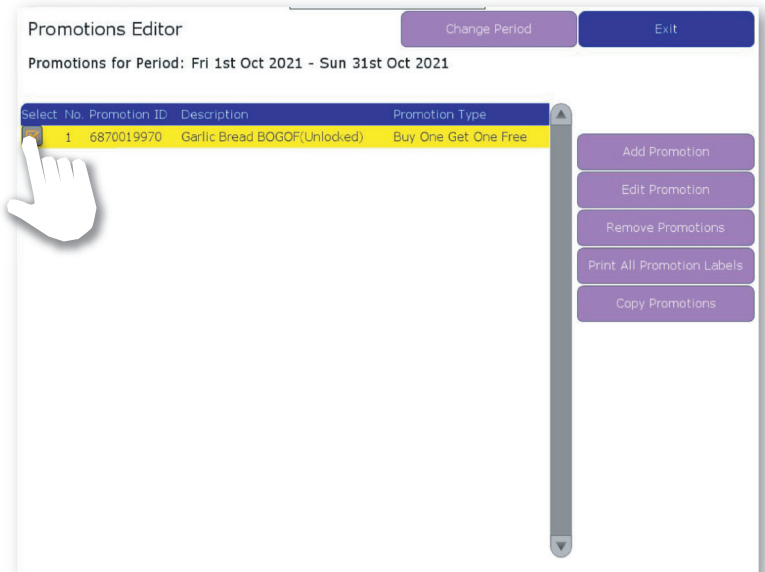 Promotions Editor
Change Period
Exit
Promotions for Period: Fri 1st Oct 2021 - Sun 31st Oct 2021
Select No. Promotion ID Description Promotion Type
1 6870019970 Garlic Bread BOGOF(Unlocked) Buy One Get One Free
Add Promotion
Edit Promotion
Remove Promotions
Print All Promotion Labels
Copy Promotions